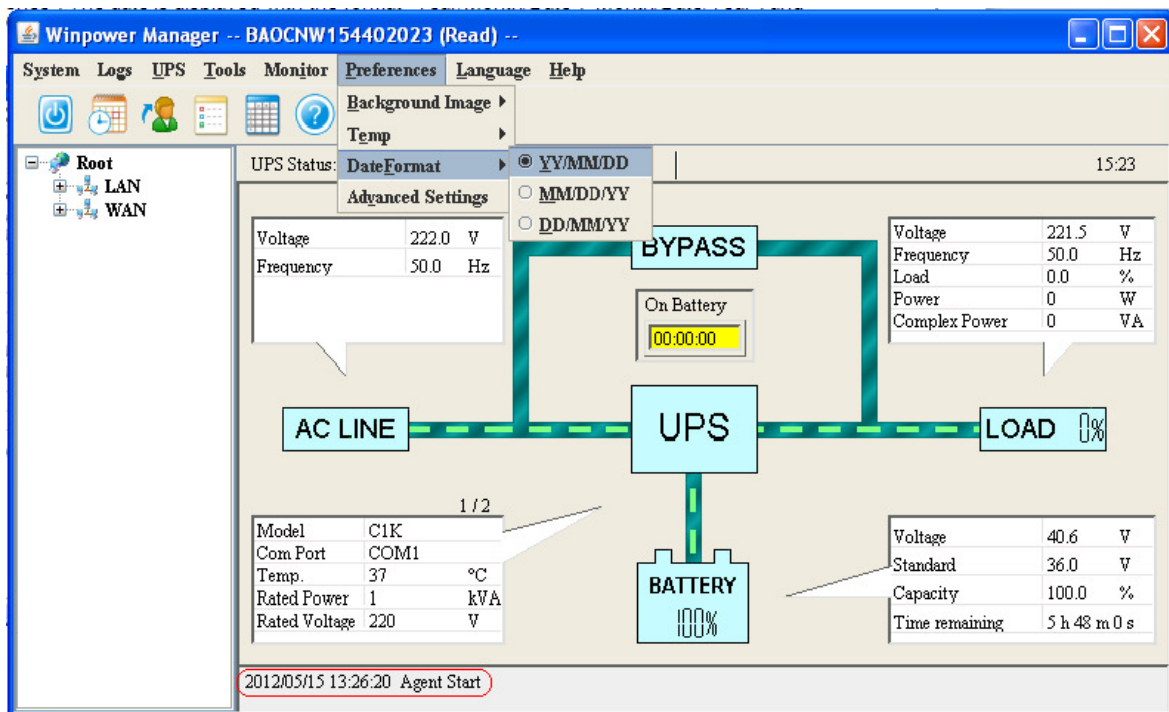 Winpower Manager -- BAOCNW154402023 (Read) --
System Logs UPS Tools Monitor Preferences Language Help
Background Image
Temp
DateFormat
Advanced Settings
YY/MM/DD
MM/DD/YY
DD/MM/YY
Root
LAN
WAN
UPS Status:
15:23
Voltage 222.0 V
Frequency 50.0 Hz
BYPASS
On Battery
00:00:00
Voltage 221.5 V
Frequency 50.0 Hz
Load 0.0 %
Power 0 W
Complex Power 0 VA
AC LINE
UPS
LOAD 0%
1 / 2
Model C1K
Com Port COM1
Temp. 37 °C
Rated Power 1 kVA
Rated Voltage 220 V
BATTERY
100%
Voltage 40.6 V
Standard 36.0 V
Capacity 100.0 %
Time remaining 5 h 48 m 0 s
2012/05/15 13:26:20 Agent Start